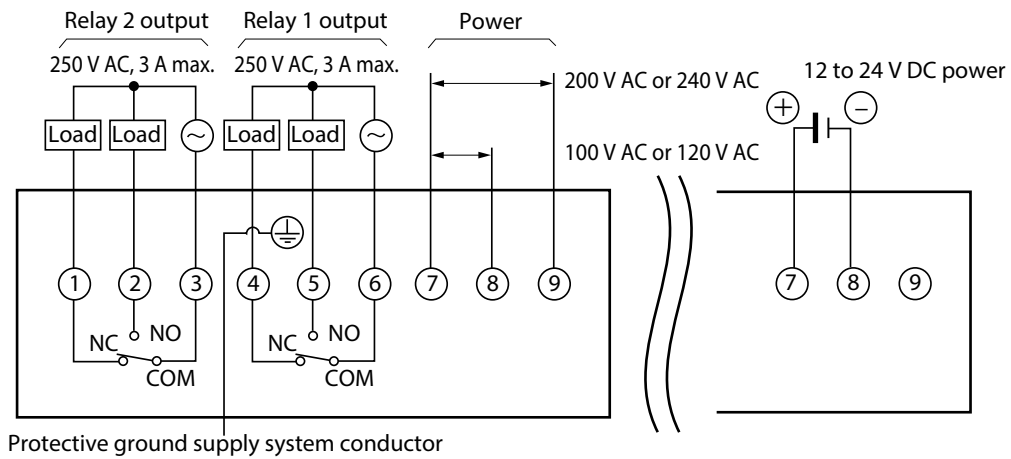 Relay 2 output
Relay 1 output
Power
250 V AC, 3 A max.
250 V AC, 3 A max.
200 V AC or 240 V AC
12 to 24 V DC power
+
−
Load
Load
~
Load
Load
~
100 V AC or 120 V AC
1
2
3
4
5
6
7
8
9
7
8
9
NC
NO
COM
NC
NO
COM
Protective ground supply system conductor